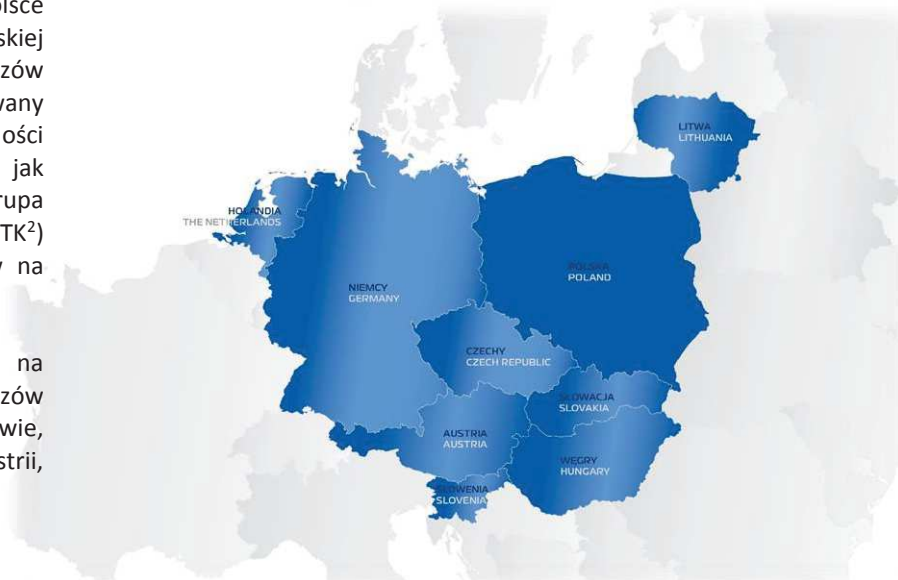 olsce
skiej
zów
wany
ości
jak
rupa
TK²)
y na
na
zów
wie,
strii,
LITWA
LITHUANIA
HOLANDIA
THE NETHERLANDS
POLSKA
POLAND
NIEMCY
GERMANY
CZECHY
CZECH REPUBLIC
SŁOWACJA
SLOVAKIA
AUSTRIA
AUSTRIA
WĘGRY
HUNGARY
SŁOWENIA
SLOVENIA